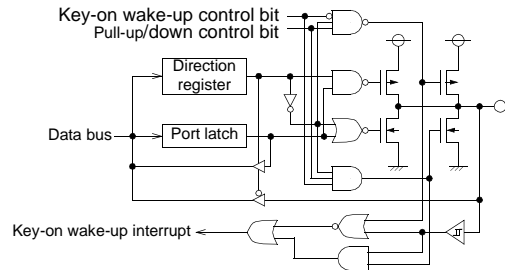 Key-on wake-up control bit
Pull-up/down control bit
Direction
register
Data bus
Port latch
Key-on wake-up interrupt